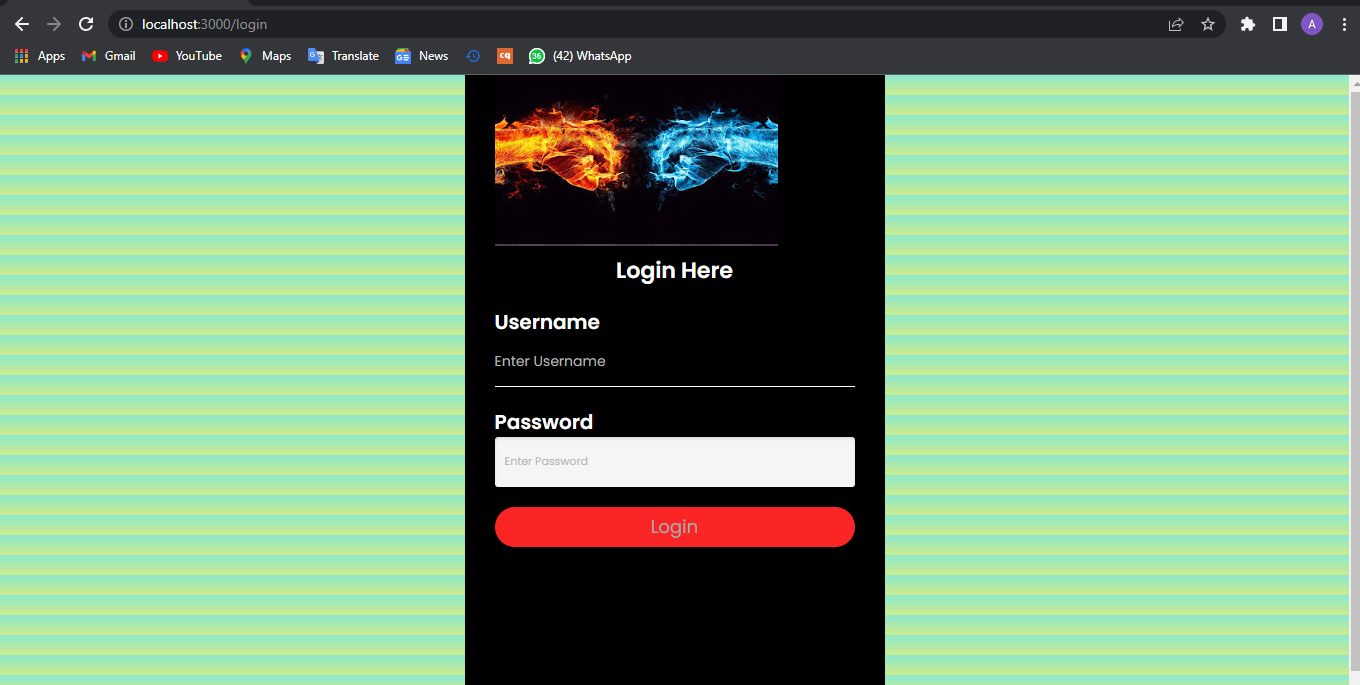 localhost:3000/login
A
Apps Gmail YouTube Maps Translate News cq 36 (42) WhatsApp
Login Here
Username
Enter Username
Password
Enter Password
Login